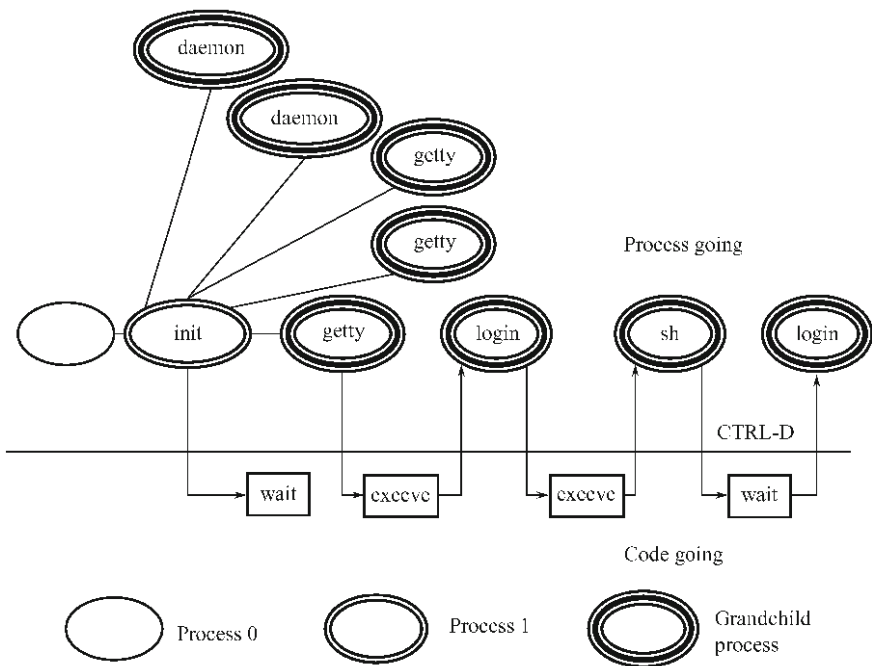 daemon
daemon
getty
getty
Process going
init
getty
login
sh
login
CTRL-D
wait
execve
execve
wait
Code going
Process 0
Process 1
Grandchild
process